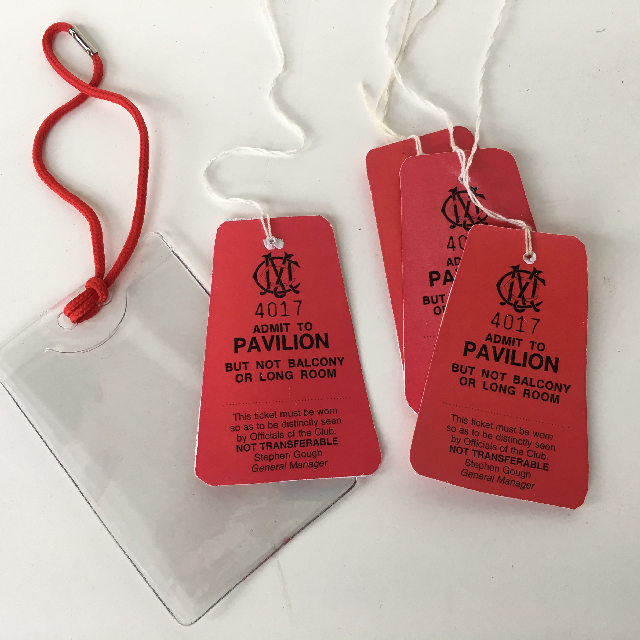 MCC
4017
ADMIT TO
PAVILION
BUT NOT BALCONY
OR LONG ROOM
This ticket must be worn
so as to be distinctly seen
by Officials of the Club.
NOT TRANSFERABLE
Stephen Gough
General Manager
MCC
40
AD
PA
BUT
OR
MCC
4017
ADMIT TO
PAVILION
BUT NOT BALCONY
OR LONG ROOM
This ticket must be worn
so as to be distinctly seen
by Officials of the Club.
NOT TRANSFERABLE
Stephen Gough
General Manager